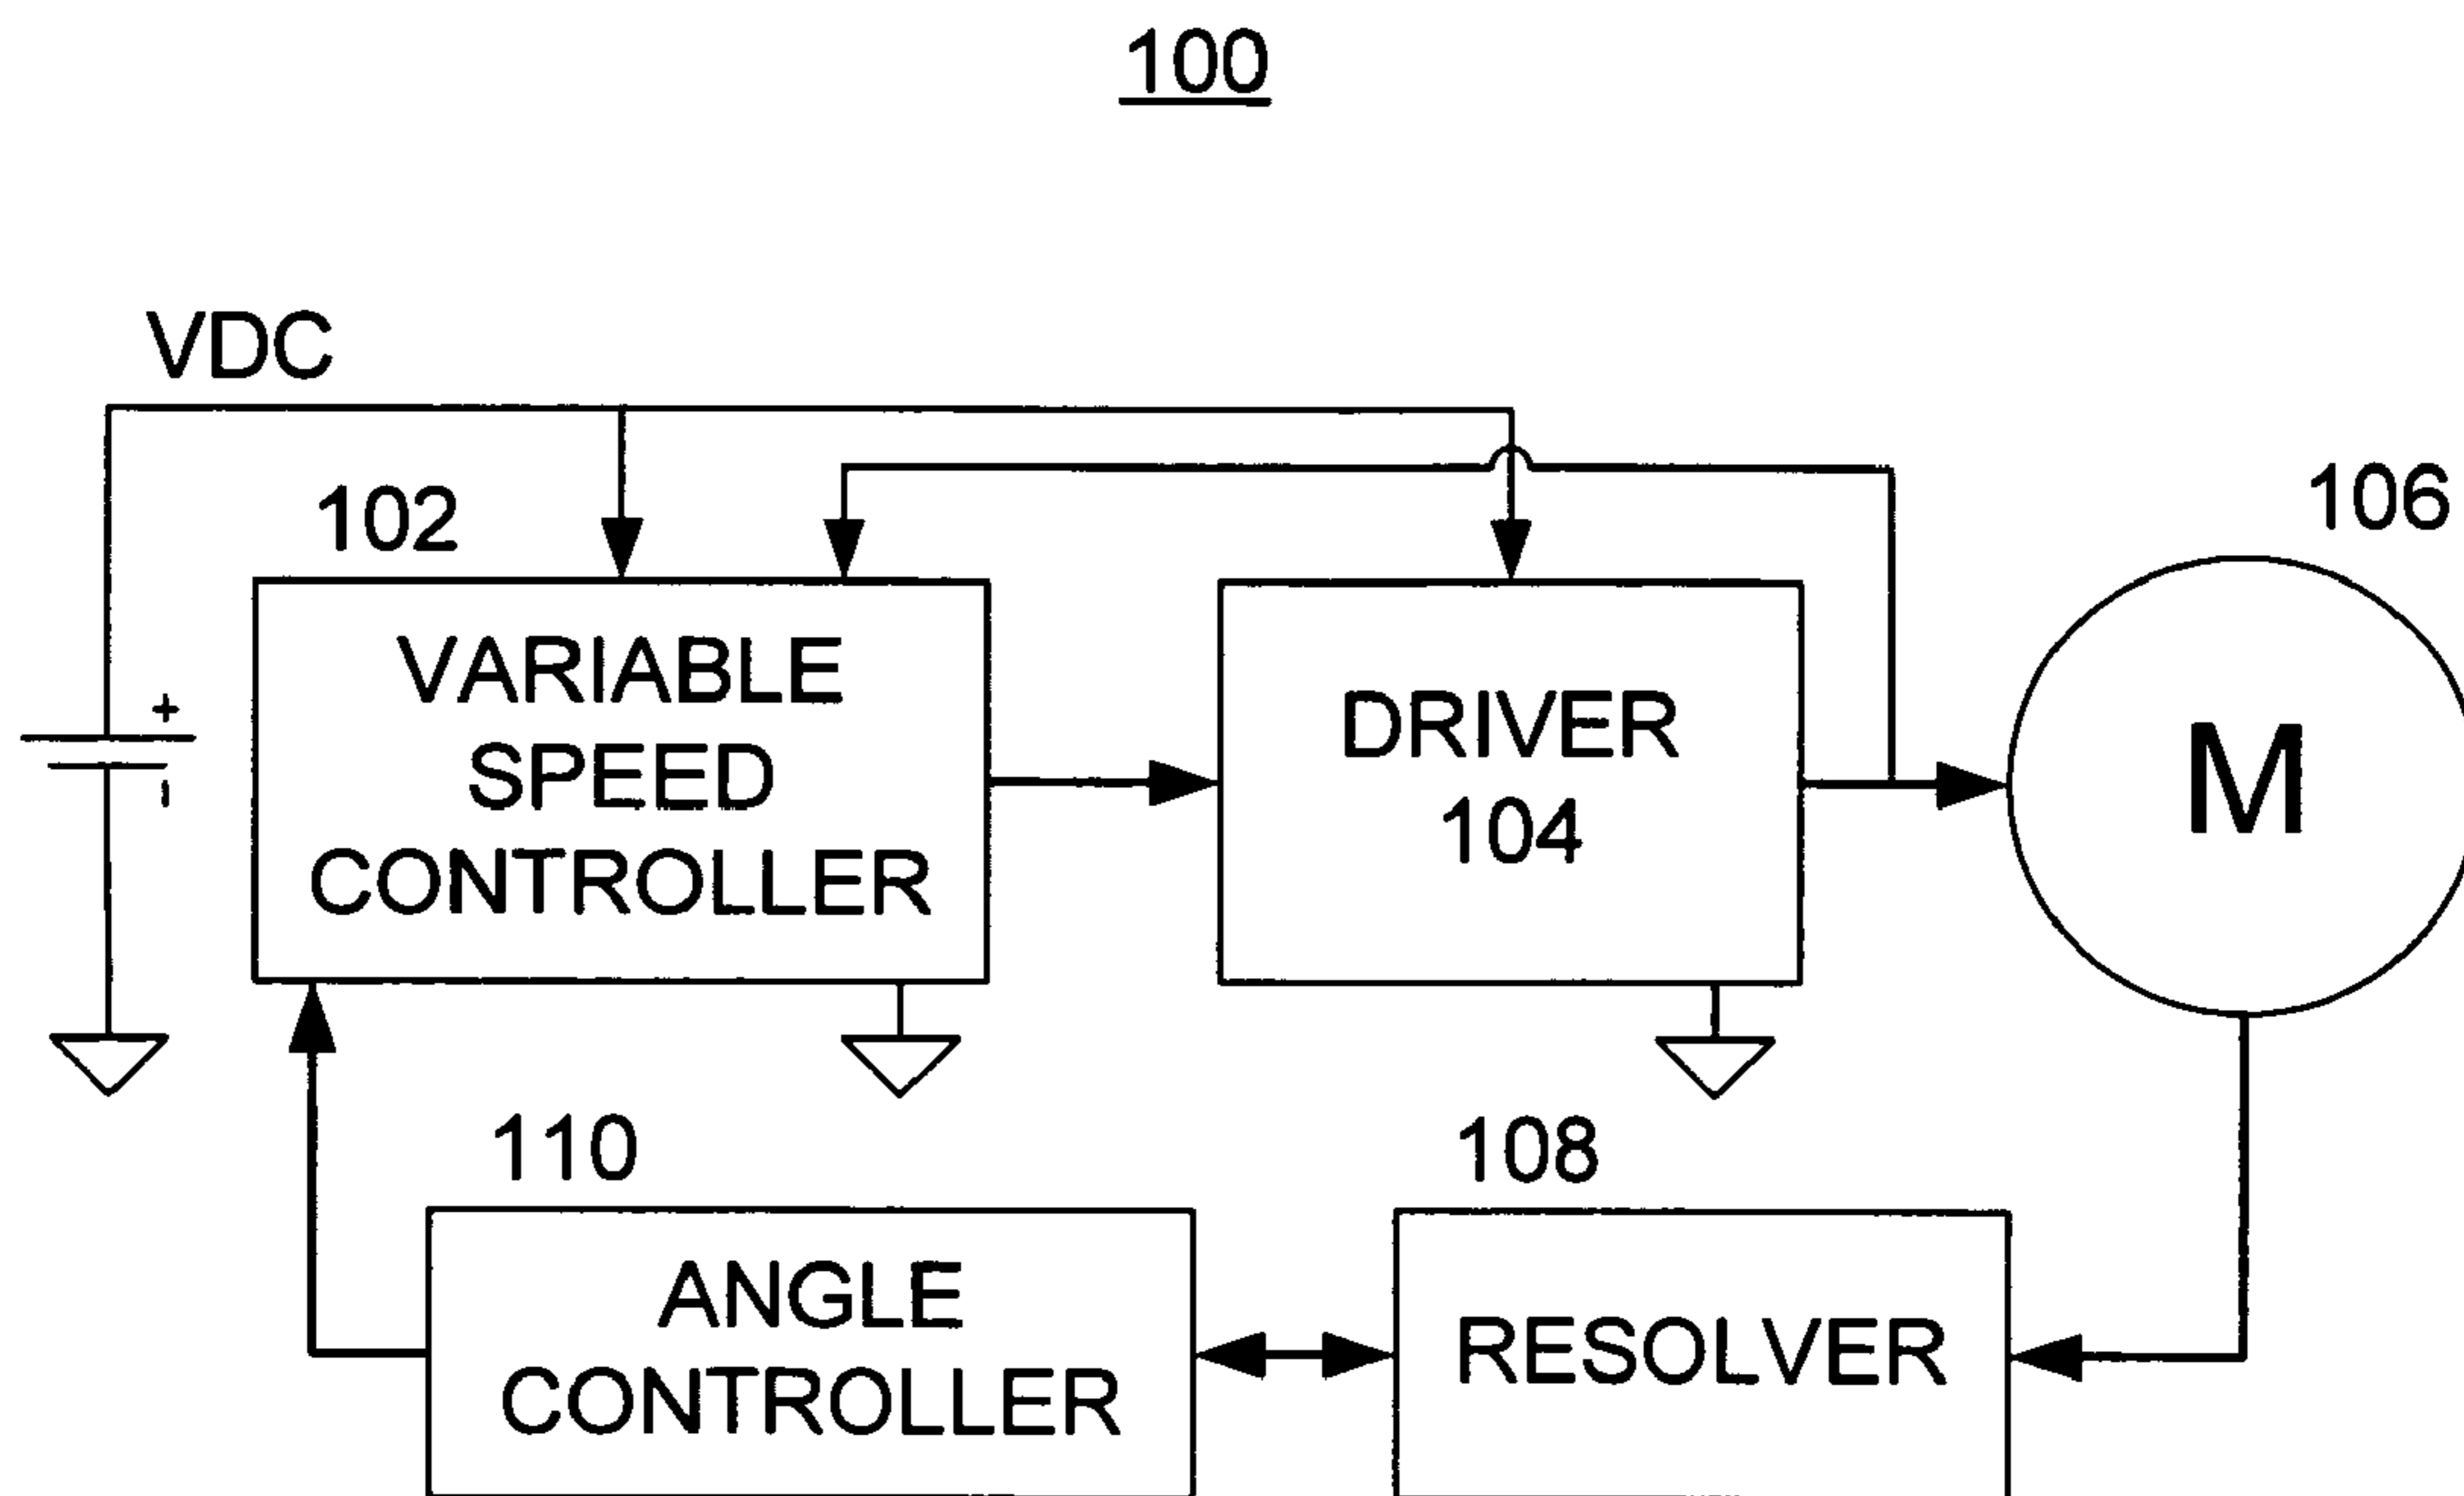 100
VDC
102
106
+
-
VARIABLE
SPEED
CONTROLLER
DRIVER
104
M
110
108
ANGLE
CONTROLLER
RESOLVER